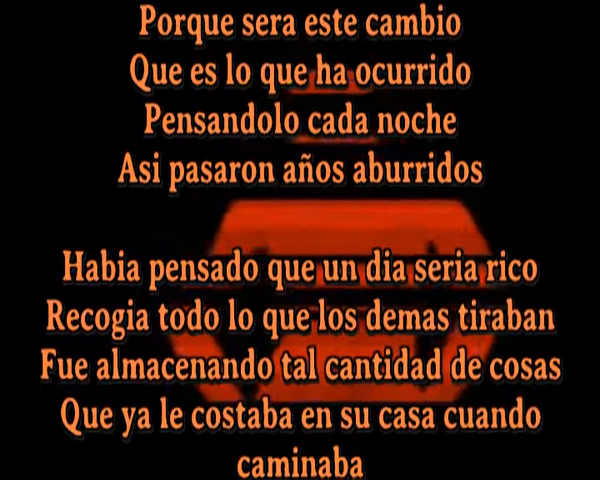 Porque sera este cambio
Que es lo que ha ocurrido
Pensandolo cada noche
Asi pasaron años aburridos
Habia pensado que un dia seria rico
Recogia todo lo que los demas tiraban
Fue almacenando tal cantidad de cosas
Que ya le costaba en su casa cuando
caminaba